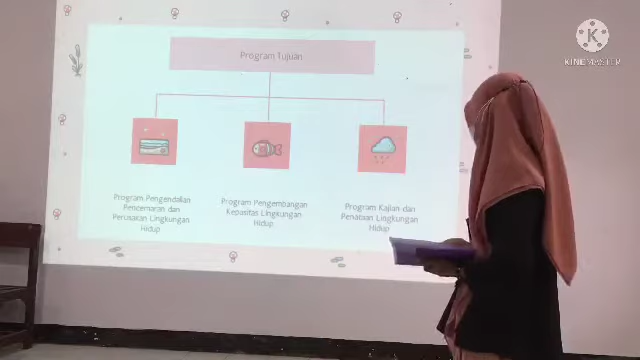 K
KINEMASTER
Program Tujuan
Program Pengendalian
Pencemaran dan
Perusakan Lingkungan
Hidup
Program Pengembangan
Kapasitas Lingkungan
Hidup
Program Kajian dan
Penataan Lingkungan
Hidup